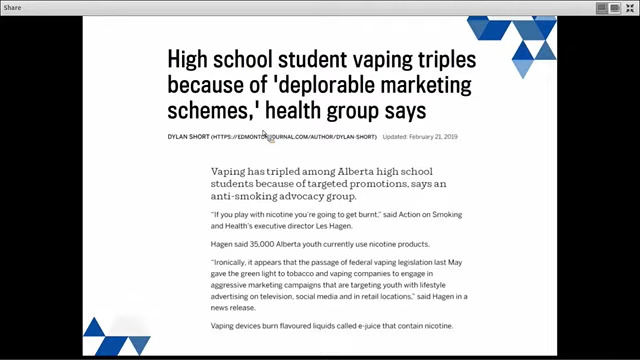 Share
High school student vaping triples
because of 'deplorable marketing
schemes,' health group says
DYLAN SHORT (HTTPS://EDMONTONJOURNAL.COM/AUTHOR/DYLAN-SHORT) Updated: February 21, 2019
Vaping has tripled among Alberta high school
students because of targeted promotions, says an
anti-smoking advocacy group.
“If you play with nicotine you're going to get burnt,” said Action on Smoking
and Health's executive director Les Hagen.
Hagen said 35,000 Alberta youth currently use nicotine products.
“Ironically, it appears that the passage of federal vaping legislation last May
gave the green light to tobacco and vaping companies to engage in
aggressive marketing campaigns that are targeting youth with lifestyle
advertising on television, social media and in retail locations,” said Hagen in a
news release.
Vaping devices burn flavoured liquids called e-juice that contain nicotine.